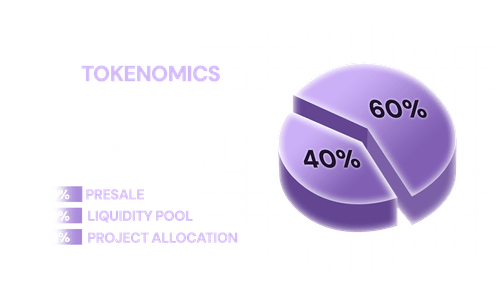 TOKENOMICS
60%
40%
% PRESALE
% LIQUIDITY POOL
% PROJECT ALLOCATION